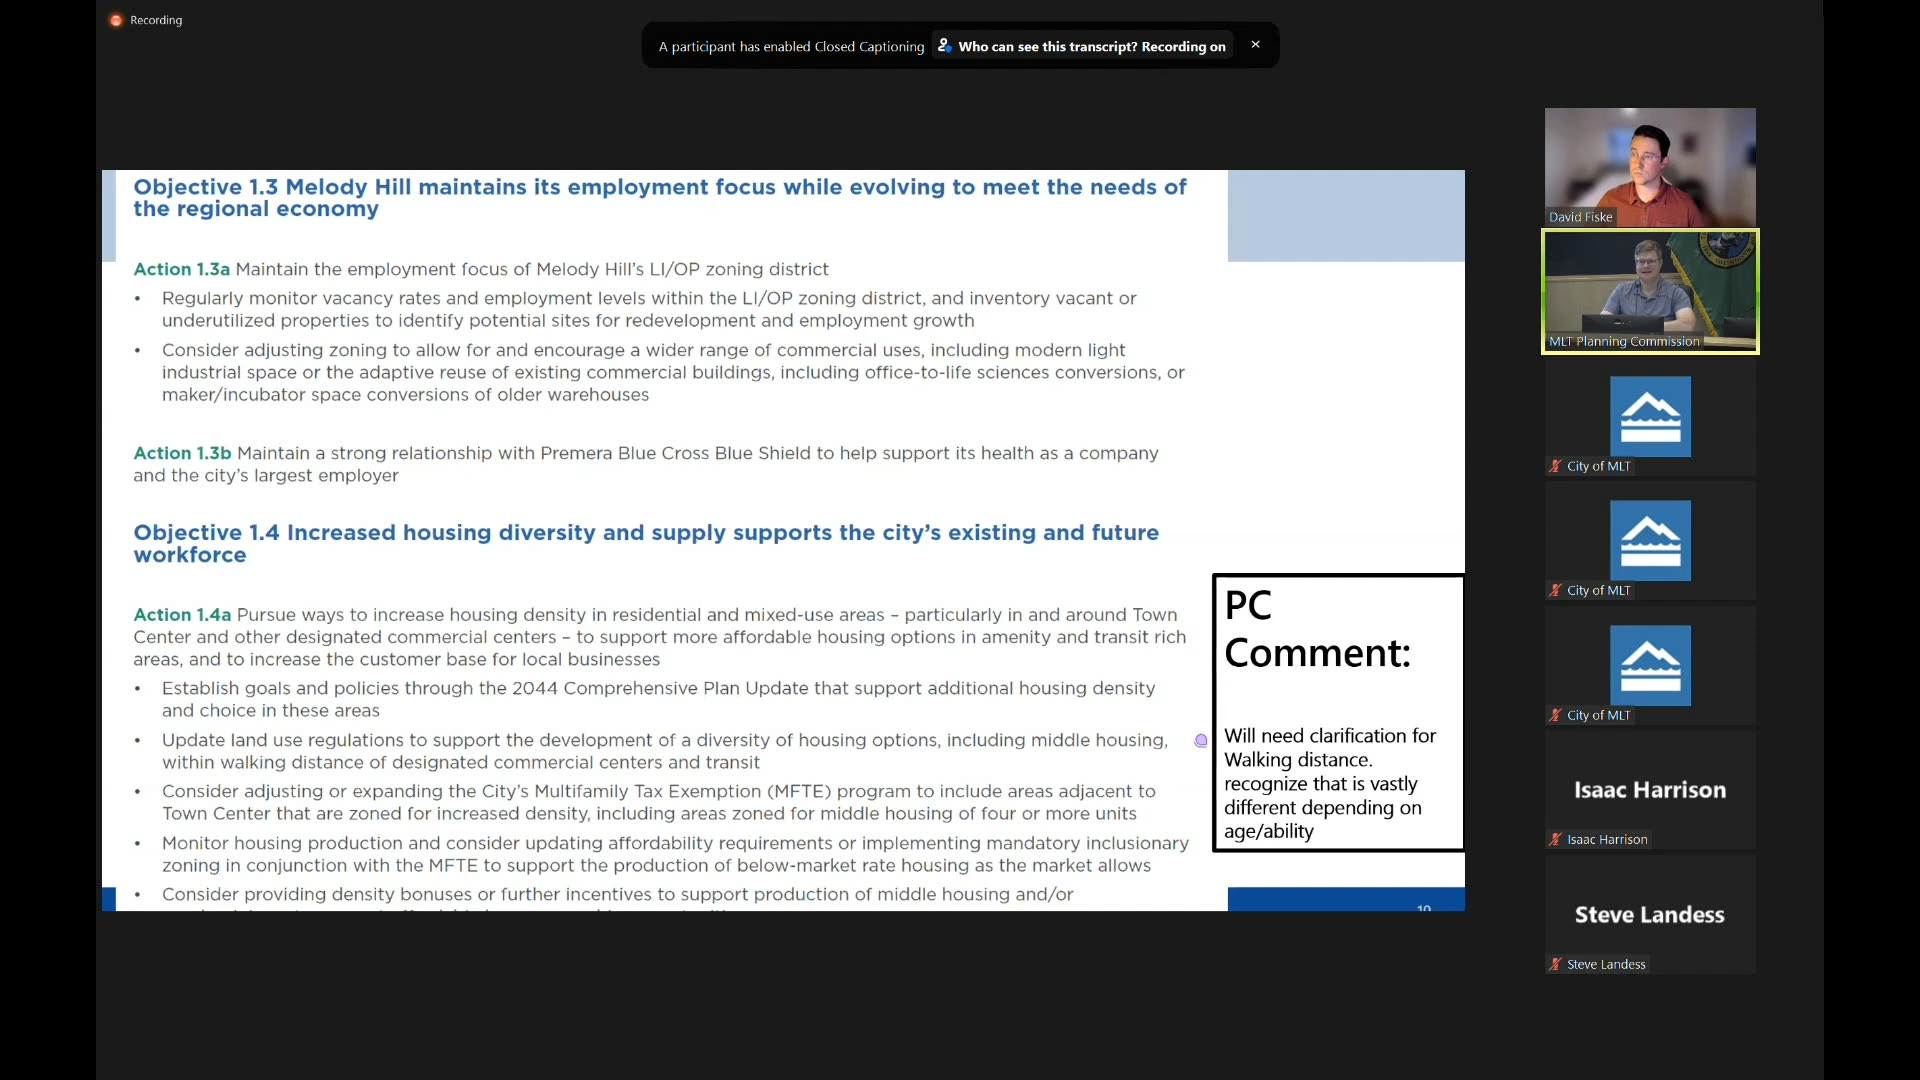 Recording
A participant has enabled Closed Captioning Who can see this transcript? Recording on
Objective 1.3 Melody Hill maintains its employment focus while evolving to meet the needs of
the regional economy
Action 1.3a Maintain the employment focus of Melody Hill's LI/OP zoning district
• Regularly monitor vacancy rates and employment levels within the LI/OP zoning district, and inventory vacant or
underutilized properties to identify potential sites for redevelopment and employment growth
• Consider adjusting zoning to allow for and encourage a wider range of commercial uses, including modern light
industrial space or the adaptive reuse of existing commercial buildings, including office-to-life sciences conversions, or
maker/incubator space conversions of older warehouses
Action 1.3b Maintain a strong relationship with Premera Blue Cross Blue Shield to help support its health as a company
and the city's largest employer
Objective 1.4 Increased housing diversity and supply supports the city's existing and future
workforce
Action 1.4a Pursue ways to increase housing density in residential and mixed-use areas – particularly in and around Town
Center and other designated commercial centers – to support more affordable housing options in amenity and transit rich
areas, and to increase the customer base for local businesses
• Establish goals and policies through the 2044 Comprehensive Plan Update that support additional housing density
and choice in these areas
• Update land use regulations to support the development of a diversity of housing options, including middle housing,
within walking distance of designated commercial centers and transit
• Consider adjusting or expanding the City's Multifamily Tax Exemption (MFTE) program to include areas adjacent to
Town Center that are zoned for increased density, including areas zoned for middle housing of four or more units
• Monitor housing production and consider updating affordability requirements or implementing mandatory inclusionary
zoning in conjunction with the MFTE to support the production of below-market rate housing as the market allows
• Consider providing density bonuses or further incentives to support production of middle housing and/or
PC
Comment:
Will need clarification for
Walking distance.
recognize that is vastly
different depending on
age/ability
10
David Fiske
MLT Planning Commission
City of MLT
City of MLT
City of MLT
Isaac Harrison
Isaac Harrison
Steve Landess
Steve Landess